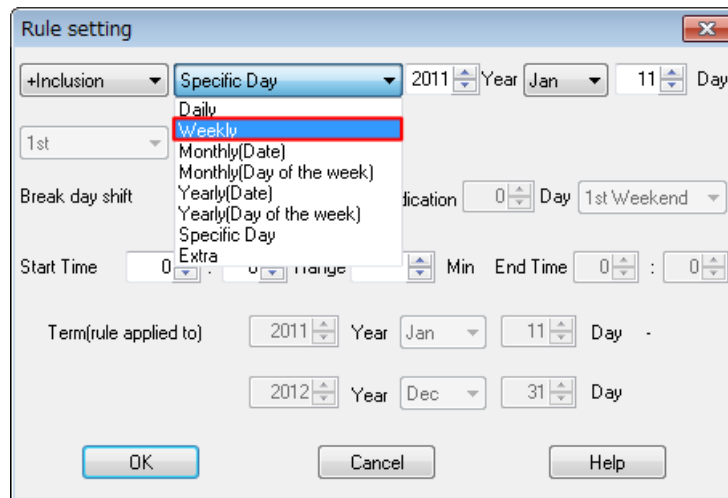 Rule setting
+Inclusion Specific Day 2011 Year Jan 11 Day
Daily
Weekly
1st
Monthly(Date)
Monthly(Day of the week)
Yearly(Date)
Break day shift 0 Day 1st Weekend
Yearly(Day of the week)
Specific Day
Extra
Start Time 0 : Min End Time 0 : 0
Term(rule applied to) 2011 Year Jan 11 Day -
2012 Year Dec 31 Day
OK Cancel Help